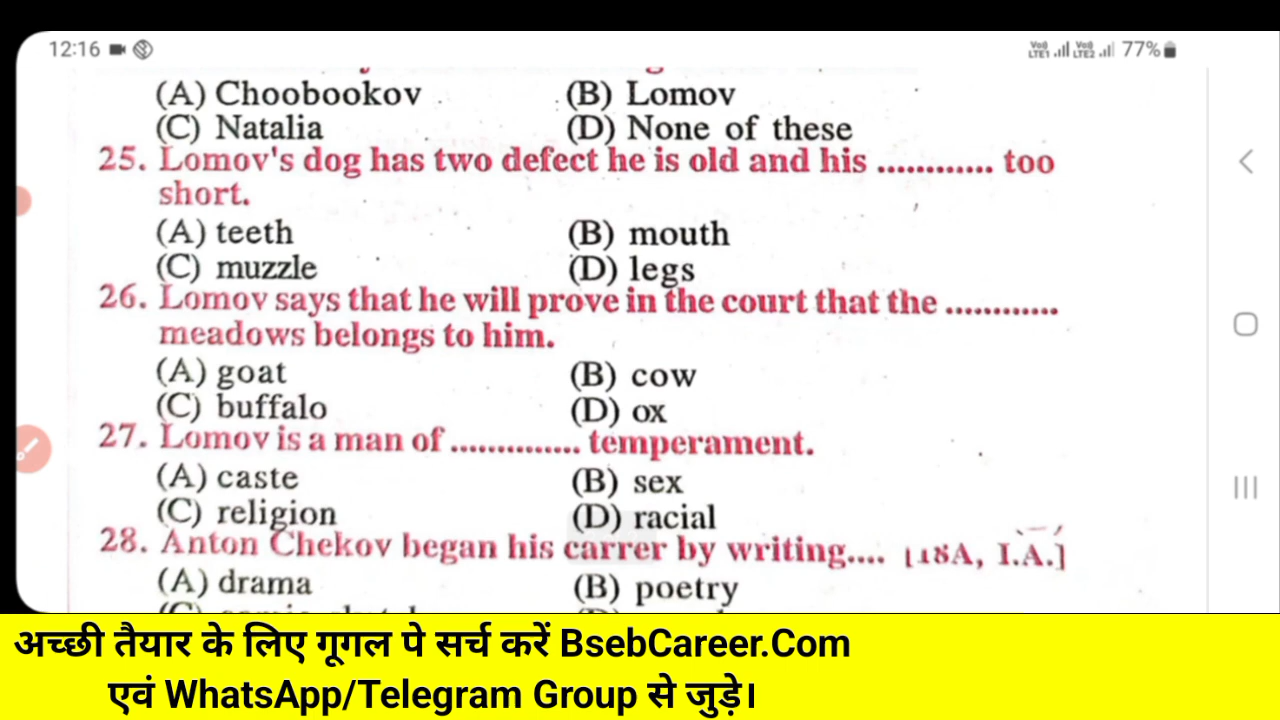 12:16
Vo) LTE1 Vo) LTE2 77%
(A) Choobookov (B) Lomov
(C) Natalia (D) None of these
25. Lomov's dog has two defect he is old and his ............ too
short.
(A) teeth (B) mouth
(C) muzzle (D) legs
26. Lomov says that he will prove in the court that the ............
meadows belongs to him.
(A) goat (B) cow
(C) buffalo (D) ox
27. Lomov is a man of .............. temperament.
(A) caste (B) sex
(C) religion (D) racial
28. Anton Chekov began his carrer by writing.... [18A, I.A.]
(A) drama (B) poetry
अच्छी तैयार के लिए गूगल पे सर्च करें BsebCareer.Com
एवं WhatsApp/Telegram Group से जुड़े।